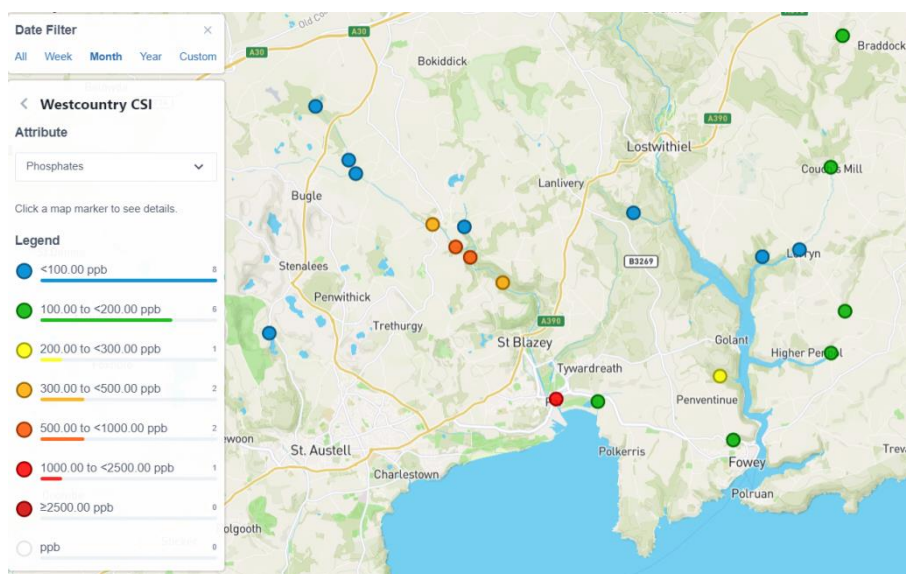 Date Filter ×
All Week Month Year Custom
Westcountry CSI
Attribute
Phosphates
Click a map marker to see details.
Legend
<100.00 ppb 8
100.00 to <200.00 ppb 6
200.00 to <300.00 ppb 1
300.00 to <500.00 ppb 2
500.00 to <1000.00 ppb 2
1000.00 to <2500.00 ppb 1
≥2500.00 ppb 0
ppb 0
A30
A30
A390
Braddock
Bokiddick
A390
Lostwithiel
Lanlivery
Bugle
Stenalees
B3269
Penwithick
Trethurgy
A390
St Blazey
Golant
Higher
Tywardreath
Penventinue
St. Austell
Polkerris
Fowey
Charlestown
Polruan